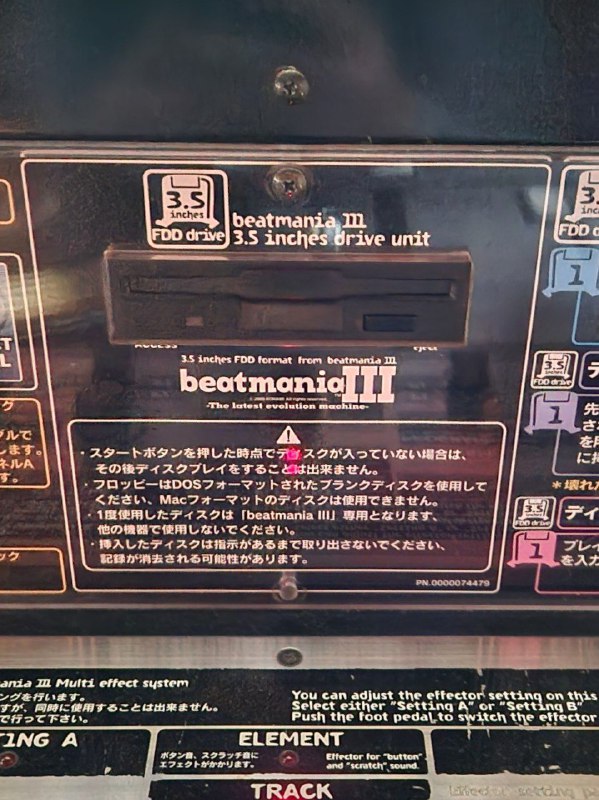 3.5
inches
FDD drive
beatmania III
3.5 inches drive unit
ACCESS
eject
3.5 inches FDD format from beatmania III
beatmania III
-The latest evolution machine-
・スタートボタンを押した時点でディスクが入っていない場合は、
その後ディスクプレイをすることは出来ません。
・フロッピーはDOSフォーマットされたブランクディスクを使用して
ください、Macフォーマットのディスクは使用できません。
・1度使用したディスクは「beatmania III」専用となります、
他の機器で使用しないでください。
・挿入したディスクは指示があるまで取り出さないでください、
記録が消去される可能性があります。
PN.0000074479
3.
inches
FDD d
1
3.5
FDD drive
デ
1
先
さ
を
に
*壊れた
3.5
FDD drive
ディ
1
プレイ
を入力
ク
ブルで
します。
ネルA
ック
ania III Multi effect system
ングを行います。
すが、同時に使用することは出来ません。
で行って下さい。
You can adjust the effector setting on this
Select either "Setting A" or "Setting B"
Push the foot pedal to switch the effector
TING A
ELEMENT
ボタン音、スクラッチ音に
エフェクトがかかります。
Effector for "button"
and "scratch" sound.
TRACK